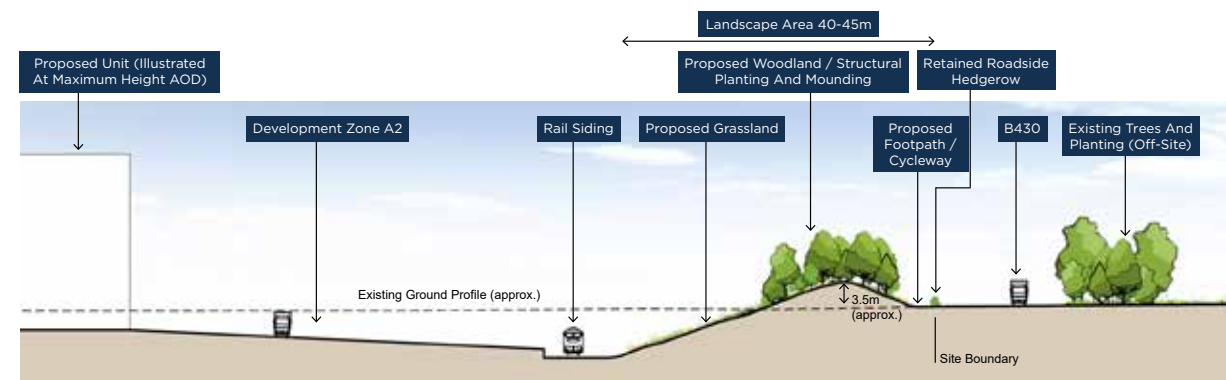 Landscape Area 40-45m
Proposed Unit (Illustrated
At Maximum Height AOD)
Proposed Woodland / Structural
Planting And Mounding
Retained Roadside
Hedgerow
Development Zone A2
Rail Siding
Proposed Grassland
Proposed
Footpath /
Cycleway
B430
Existing Trees And
Planting (Off-Site)
Existing Ground Profile (approx.)
3.5m
(approx.)
Site Boundary